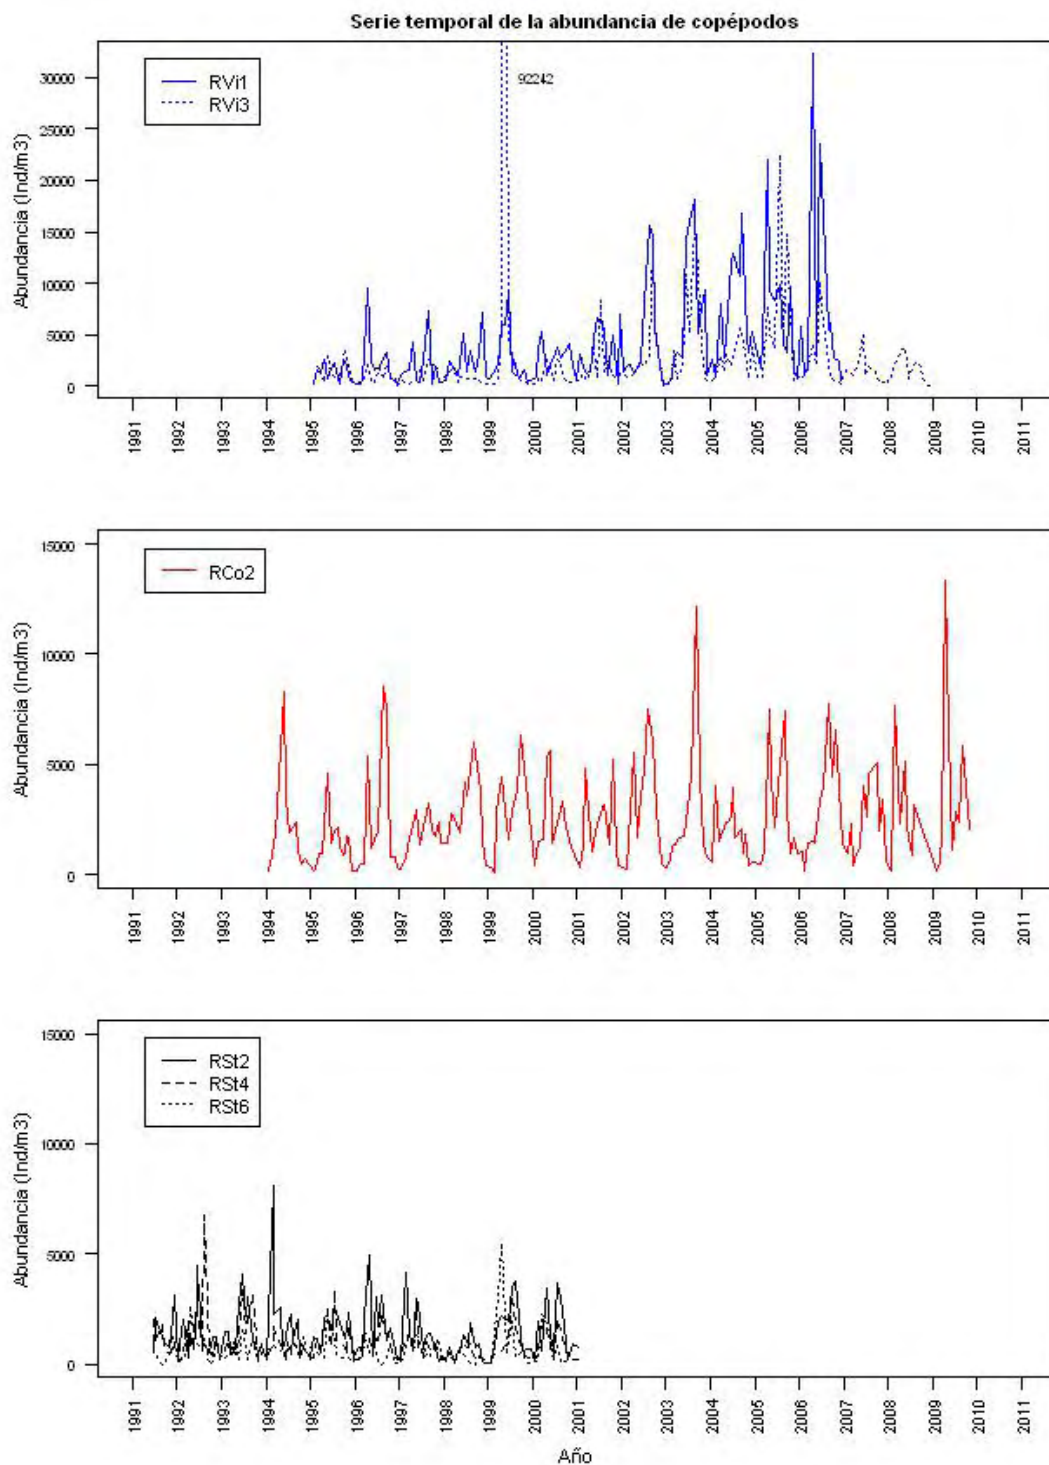 Serie temporal de la abundancia de copépodos
Abundancia (Ind/m3)
30000
25000
20000
15000
10000
5000
0
RVi1
RVi3
92242
1991 1992 1993 1994 1995 1996 1997 1998 1999 2000 2001 2002 2003 2004 2005 2006 2007 2008 2009 2010 2011
Abundancia (Ind/m3)
15000
10000
5000
0
RCo2
1991 1992 1993 1994 1995 1996 1997 1998 1999 2000 2001 2002 2003 2004 2005 2006 2007 2008 2009 2010 2011
Abundancia (Ind/m3)
15000
10000
5000
0
RSt2
RSt4
RSt6
1991 1992 1993 1994 1995 1996 1997 1998 1999 2000 2001 2002 2003 2004 2005 2006 2007 2008 2009 2010 2011
Año